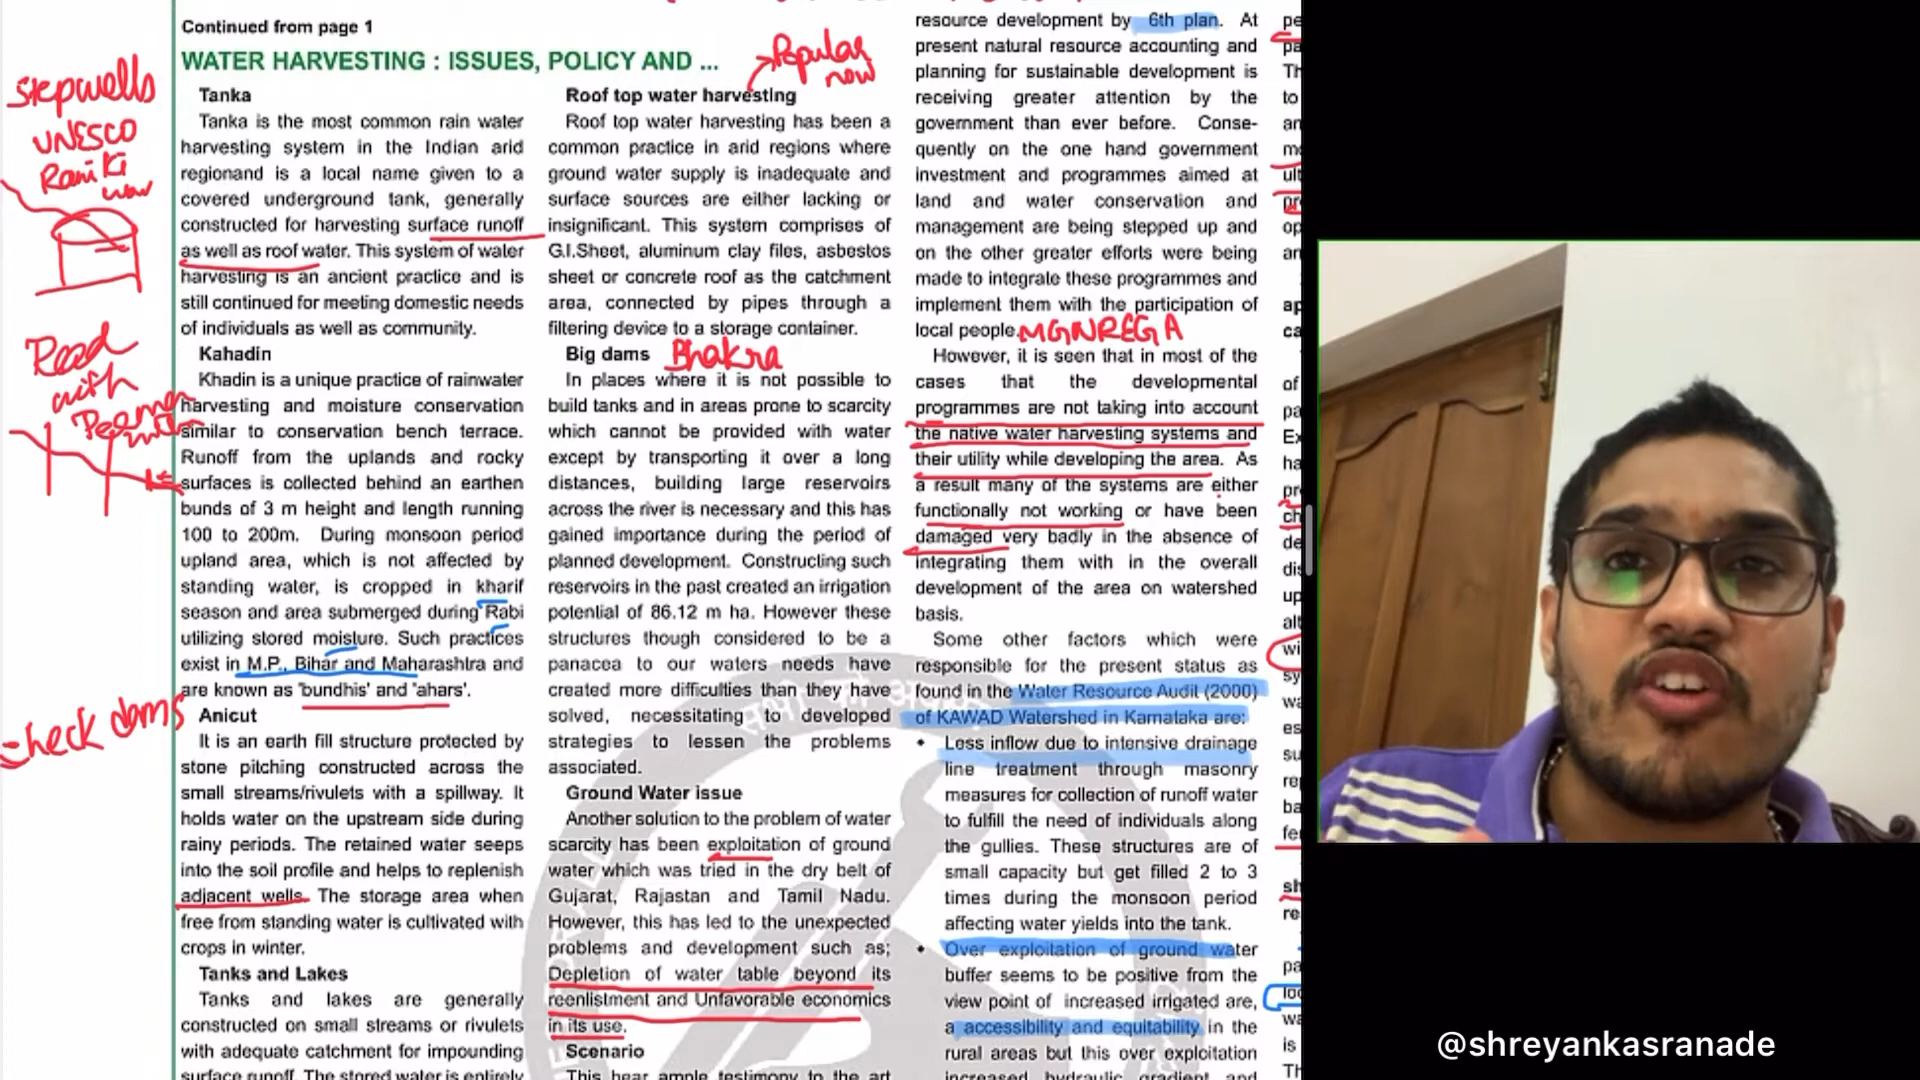 Continued from page 1
WATER HARVESTING : ISSUES, POLICY AND ...
Tanka
Tanka is the most common rain water
harvesting system in the Indian arid
regionand is a local name given to a
covered underground tank, generally
constructed for harvesting surface runoff
as well as roof water. This system of water
harvesting is an ancient practice and is
still continued for meeting domestic needs
of individuals as well as community.
Kahadin
Khadin is a unique practice of rainwater
harvesting and moisture conservation
similar to conservation bench terrace.
Runoff from the uplands and rocky
surfaces is collected behind an earthen
bunds of 3 m height and length running
100 to 200m. During monsoon period
upland area, which is not affected by
standing water, is cropped in kharif
season and area submerged during Rabi
utilizing stored moisture. Such practices
exist in M.P., Bihar and Maharashtra and
are known as 'bundhis' and 'ahars'.
Anicut
It is an earth fill structure protected by
stone pitching constructed across the
small streams/rivulets with a spillway. It
holds water on the upstream side during
rainy periods. The retained water seeps
into the soil profile and helps to replenish
adjacent wells. The storage area when
free from standing water is cultivated with
crops in winter.
Tanks and Lakes
Tanks and lakes are generally
constructed on small streams or rivulets
with adequate catchment for impounding
surface runoff. The stored water is entirely
Roof top water harvesting
Roof top water harvesting has been a
common practice in arid regions where
ground water supply is inadequate and
surface sources are either lacking or
insignificant. This system comprises of
G.I.Sheet, aluminum clay files, asbestos
sheet or concrete roof as the catchment
area, connected by pipes through a
filtering device to a storage container.
Big dams
In places where it is not possible to
build tanks and in areas prone to scarcity
which cannot be provided with water
except by transporting it over a long
distances, building large reservoirs
across the river is necessary and this has
gained importance during the period of
planned development. Constructing such
reservoirs in the past created an irrigation
potential of 86.12 m ha. However these
structures though considered to be a
panacea to our waters needs have
created more difficulties than they have
solved, necessitating to developed
strategies to lessen the problems
associated.
Ground Water issue
Another solution to the problem of water
scarcity has been exploitation of ground
water which was tried in the dry belt of
Gujarat, Rajastan and Tamil Nadu.
However, this has led to the unexpected
problems and development such as;
Depletion of water table beyond its
reenlistment and Unfavorable economics
in its use.
Scenario
This bear ample testimony to the art
resource development by 6th plan. At
present natural resource accounting and
planning for sustainable development is
receiving greater attention by the
government than ever before. Conse-
quently on the one hand government
investment and programmes aimed at
land and water conservation and
management are being stepped up and
on the other greater efforts were being
made to integrate these programmes and
implement them with the participation of
local people.
However, it is seen that in most of the
cases that the developmental
programmes are not taking into account
the native water harvesting systems and
their utility while developing the area. As
a result many of the systems are either
functionally not working or have been
damaged very badly in the absence of
integrating them with in the overall
development of the area on watershed
basis.
Some other factors which were
responsible for the present status as
found in the Water Resource Audit (2000)
of KAWAD Watershed in Karnataka are:
• Less inflow due to intensive drainage
line treatment through masonry
measures for collection of runoff water
to fulfill the need of individuals along
the gullies. These structures are of
small capacity but get filled 2 to 3
times during the monsoon period
affecting water yields into the tank.
• Over exploitation of ground water
buffer seems to be positive from the
view point of increased irrigated are,
a accessibility and equitability in the
rural areas but this over exploitation
increased hydraulic gradient and
stepwells
UNESCO
Rani Ki
vav
Read
with
check dams
Popular
now
Bhakra
MGNREGA
@shreyankasranade